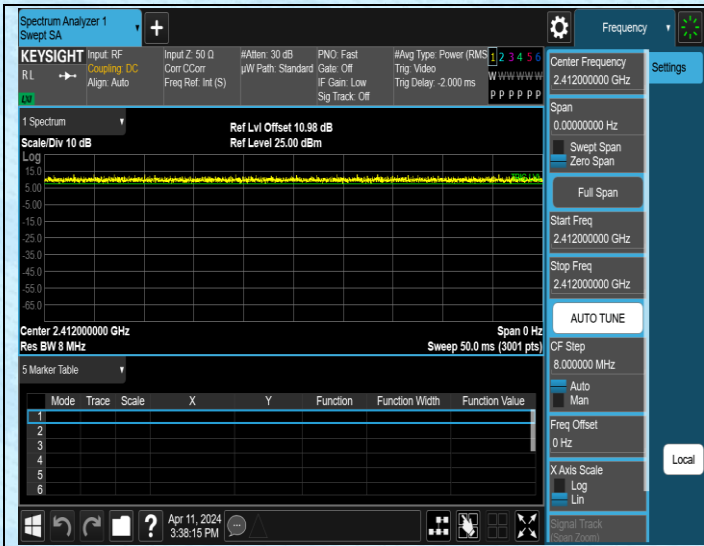 Spectrum Analyzer 1
Swept SA
Frequency
KEYSIGHT
Input: RF
Coupling: DC
Align: Auto
Input Z: 50 Ω
Corr CCorr
Freq Ref: Int (S)
#Atten: 30 dB
µW Path: Standard
PNO: Fast
Gate: Off
IF Gain: Low
Sig Track: Off
#Avg Type: Power (RMS
Trig: Video
Trig Delay: -2.000 ms
1 2 3 4 5 6
W W W W W W
P P P P P P
R L
LXI
1 Spectrum
Scale/Div 10 dB
Ref Lvl Offset 10.98 dB
Ref Level 25.00 dBm
Log
15.0
5.00
-5.00
-15.0
-25.0
-35.0
-45.0
-55.0
-65.0
Center 2.412000000 GHz
Span 0 Hz
Res BW 8 MHz
Sweep 50.0 ms (3001 pts)
5 Marker Table
Mode Trace Scale X Y Function Function Width Function Value
1
2
3
4
5
6
Apr 11, 2024
3:38:15 PM
?
Center Frequency
2.412000000 GHz
Settings
Span
0.00000000 Hz
Swept Span
Zero Span
Full Span
Start Freq
2.412000000 GHz
Stop Freq
2.412000000 GHz
AUTO TUNE
CF Step
8.000000 MHz
Auto
Man
Freq Offset
0 Hz
Local
X Axis Scale
Log
Lin
Signal Track
(Span Zoom)